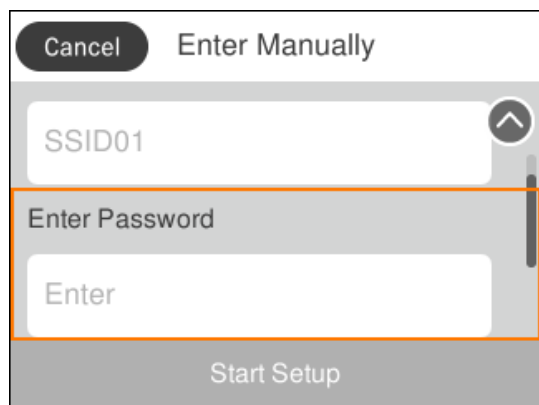 Cancel Enter Manually
SSID01
Enter Password
Enter
Start Setup